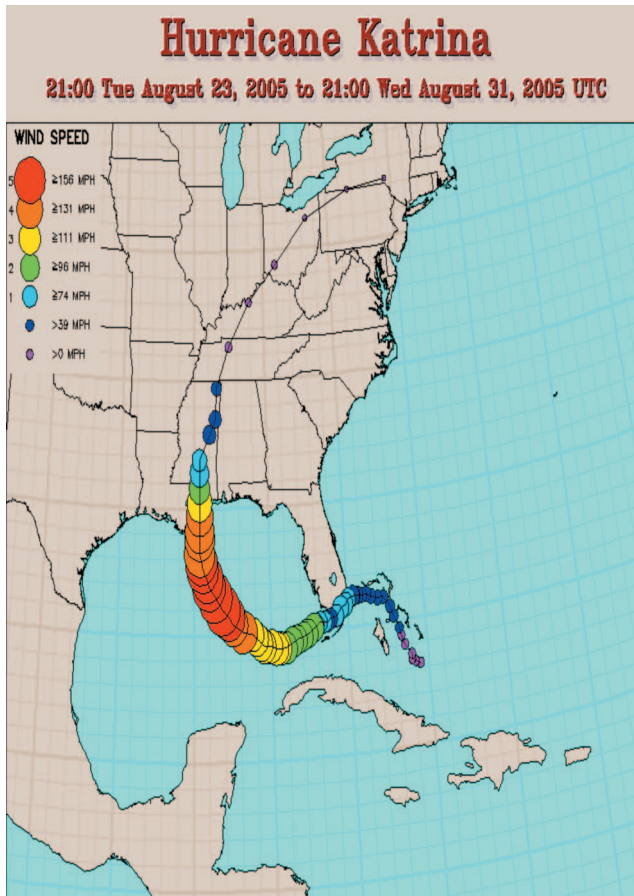 Hurricane Katrina
21:00 Tue August 23, 2005 to 21:00 Wed August 31, 2005 UTC
WIND SPEED
5 ≥156 MPH
4 ≥131 MPH
3 ≥111 MPH
2 ≥96 MPH
1 ≥74 MPH
>39 MPH
>0 MPH